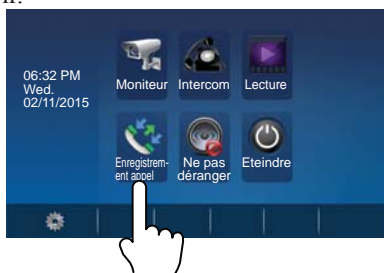 06:32 PM
Wed.
02/11/2015
Moniteur Intercom Lecture
Enregistrem-
ent appel
Ne pas
déranger
Eteindre